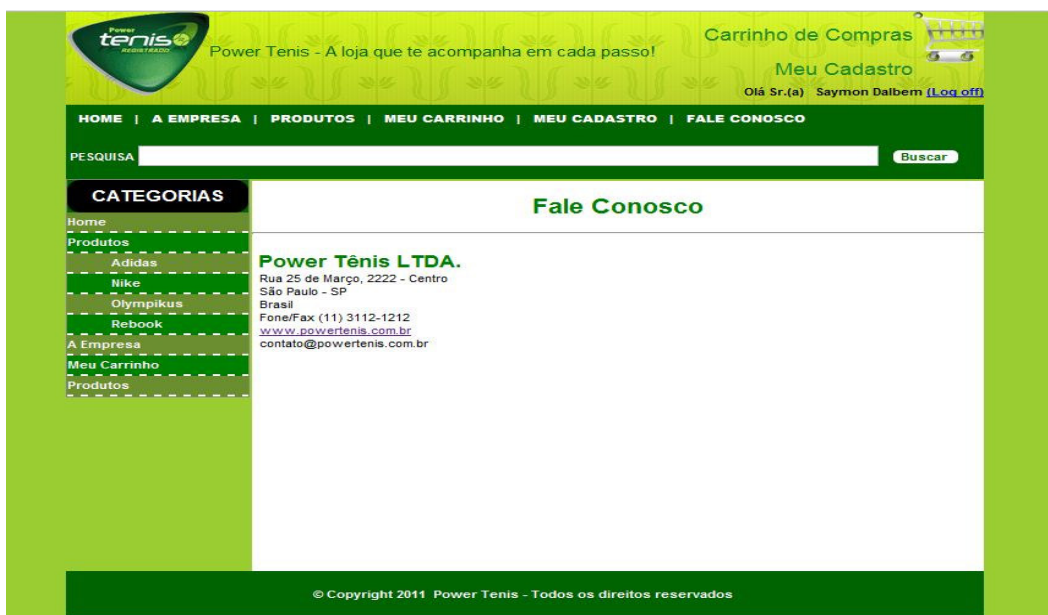 Power
tenis
REGISTRADO
Power Tenis - A loja que te acompanha em cada passo!
Carrinho de Compras
Meu Cadastro
Olá Sr.(a) Saymon Dalbem (Log off)
HOME | A EMPRESA | PRODUTOS | MEU CARRINHO | MEU CADASTRO | FALE CONOSCO
PESQUISA Buscar
CATEGORIAS
Home
Produtos
Adidas
Nike
Olympikus
Rebook
A Empresa
Meu Carrinho
Produtos
Fale Conosco
Power Tênis LTDA.
Rua 25 de Março, 2222 - Centro
São Paulo - SP
Brasil
Fone/Fax (11) 3112-1212
www.powertenis.com.br
contato@powertenis.com.br
© Copyright 2011 Power Tenis - Todos os direitos reservados